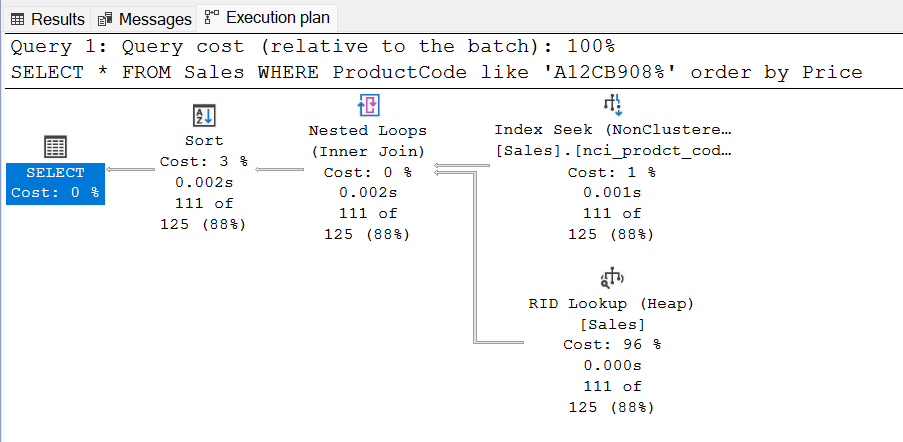 Results Messages Execution plan
Query 1: Query cost (relative to the batch): 100%
SELECT * FROM Sales WHERE ProductCode like 'A12CB908%' order by Price
SELECT
Cost: 0 %
Sort
Cost: 3 %
0.002s
111 of
125 (88%)
Nested Loops
(Inner Join)
Cost: 0 %
0.002s
111 of
125 (88%)
Index Seek (NonClustere…
[Sales].[nci_prodct_cod…
Cost: 1 %
0.001s
111 of
125 (88%)
RID Lookup (Heap)
[Sales]
Cost: 96 %
0.000s
111 of
125 (88%)